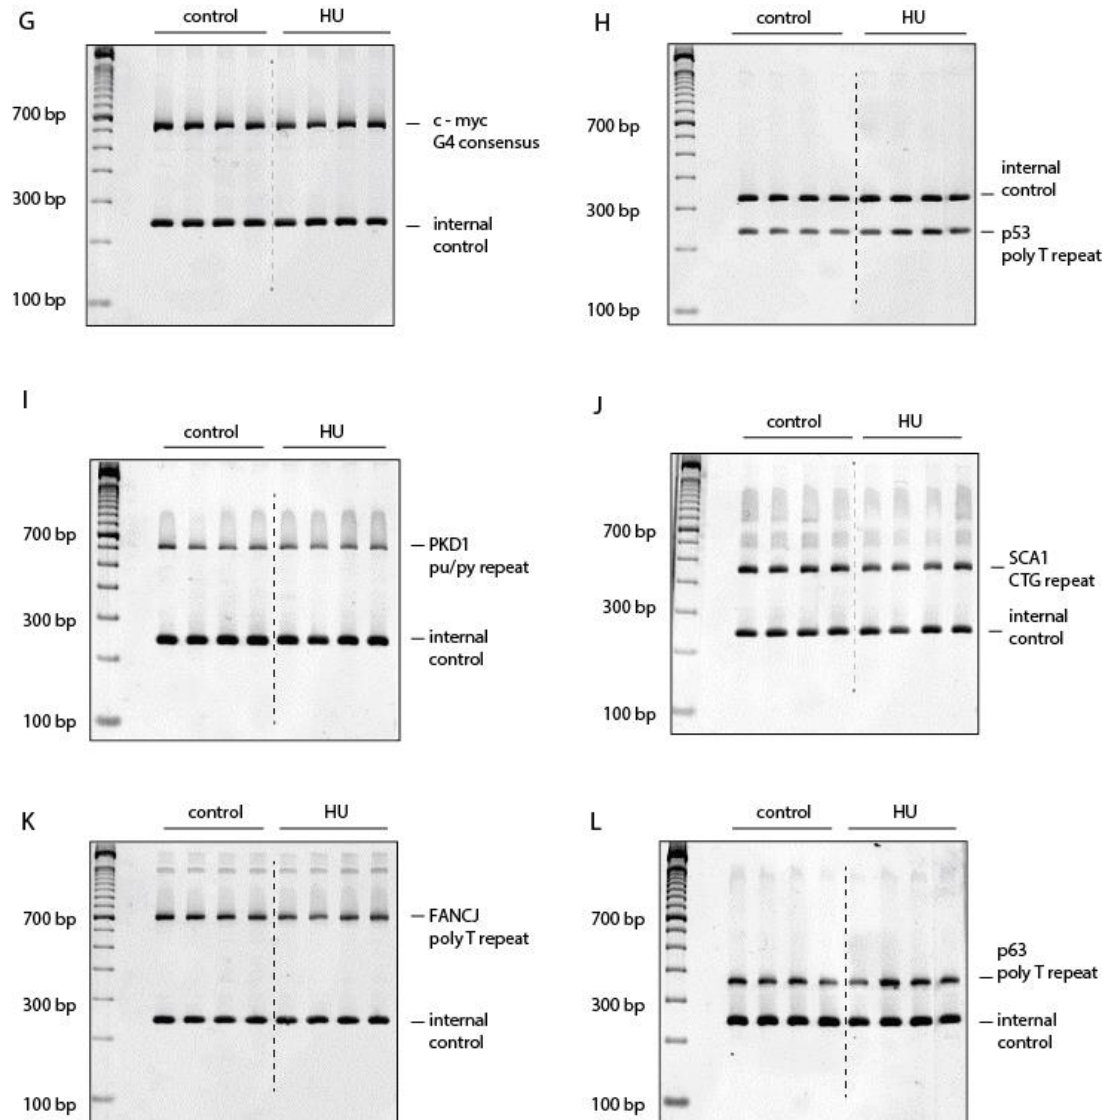 G
control HU
700 bp
c - myc
G4 consensus
300 bp
internal
control
100 bp
H
control HU
700 bp
internal
control
300 bp
p53
poly T repeat
100 bp
I
control HU
700 bp
PKD1
pu/py repeat
300 bp
internal
control
100 bp
J
control HU
700 bp
SCA1
CTG repeat
300 bp
internal
control
100 bp
K
control HU
700 bp
FANCJ
poly T repeat
300 bp
internal
control
100 bp
L
control HU
700 bp
p63
poly T repeat
300 bp
internal
control
100 bp